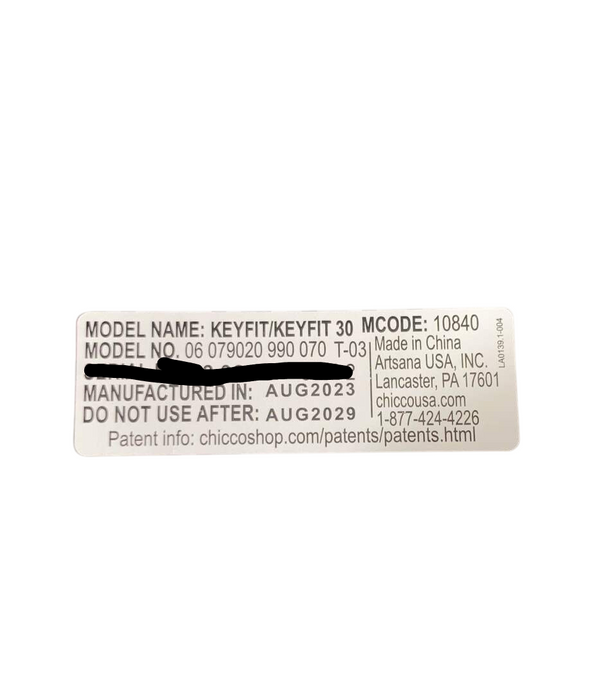 MODEL NAME: KEYFIT/KEYFIT 30 MCODE: 10840
MODEL NO. 06 079020 990 070 T-03
MANUFACTURED IN: AUG2023
DO NOT USE AFTER: AUG2029
Made in China
Artsana USA, INC.
Lancaster, PA 17601
chiccousa.com
1-877-424-4226
Patent info: chiccoshop.com/patents/patents.html
LA0139.1-004